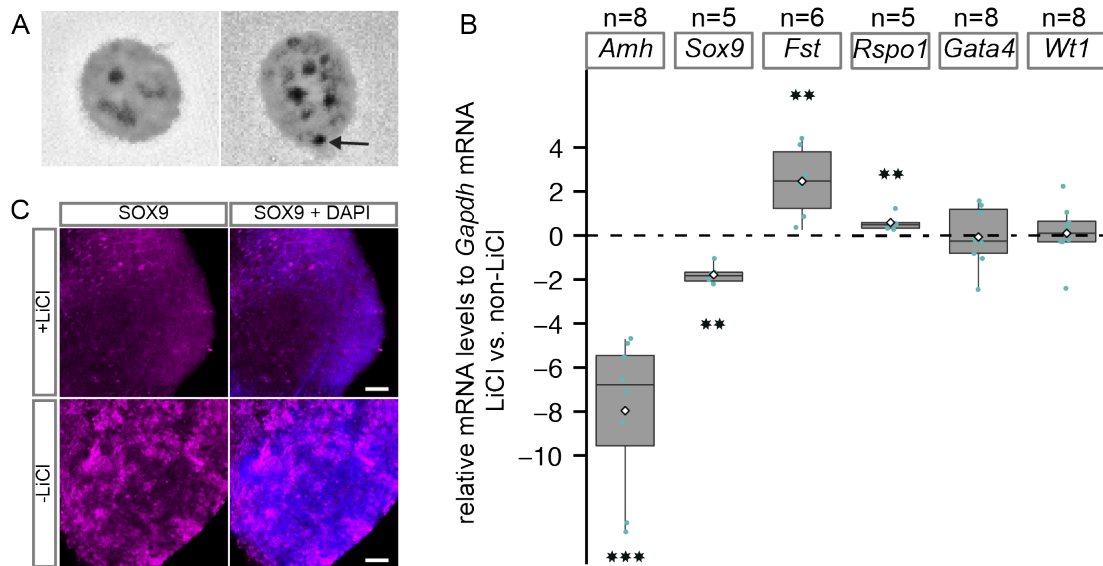 A
B
n=8 n=5 n=6 n=5 n=8 n=8
Amh Sox9 Fst Rspo1 Gata4 Wt1
relative mRNA levels to Gapdh mRNA
LiCl vs. non-LiCl
4
2
0
−2
−4
−6
−8
−10
C
SOX9 SOX9 + DAPI
+LiCl
-LiCl